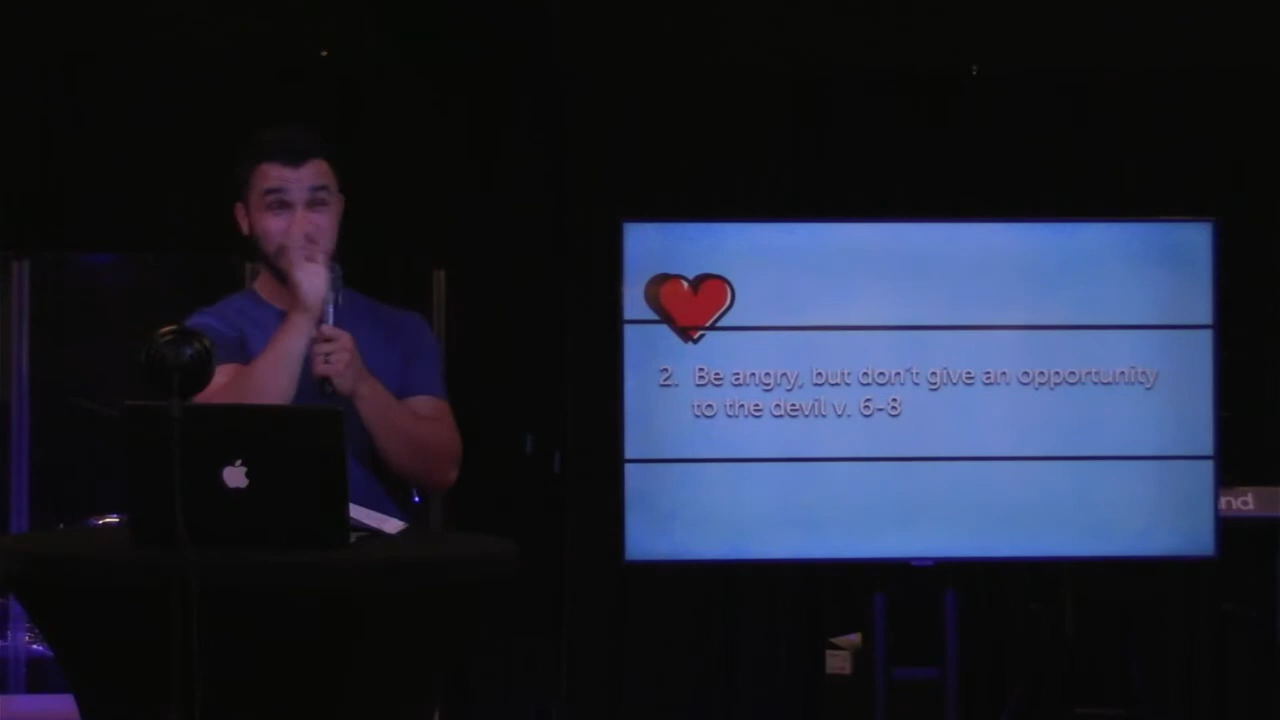 2. Be angry, but don't give an opportunity
to the devil v. 6-8
nd